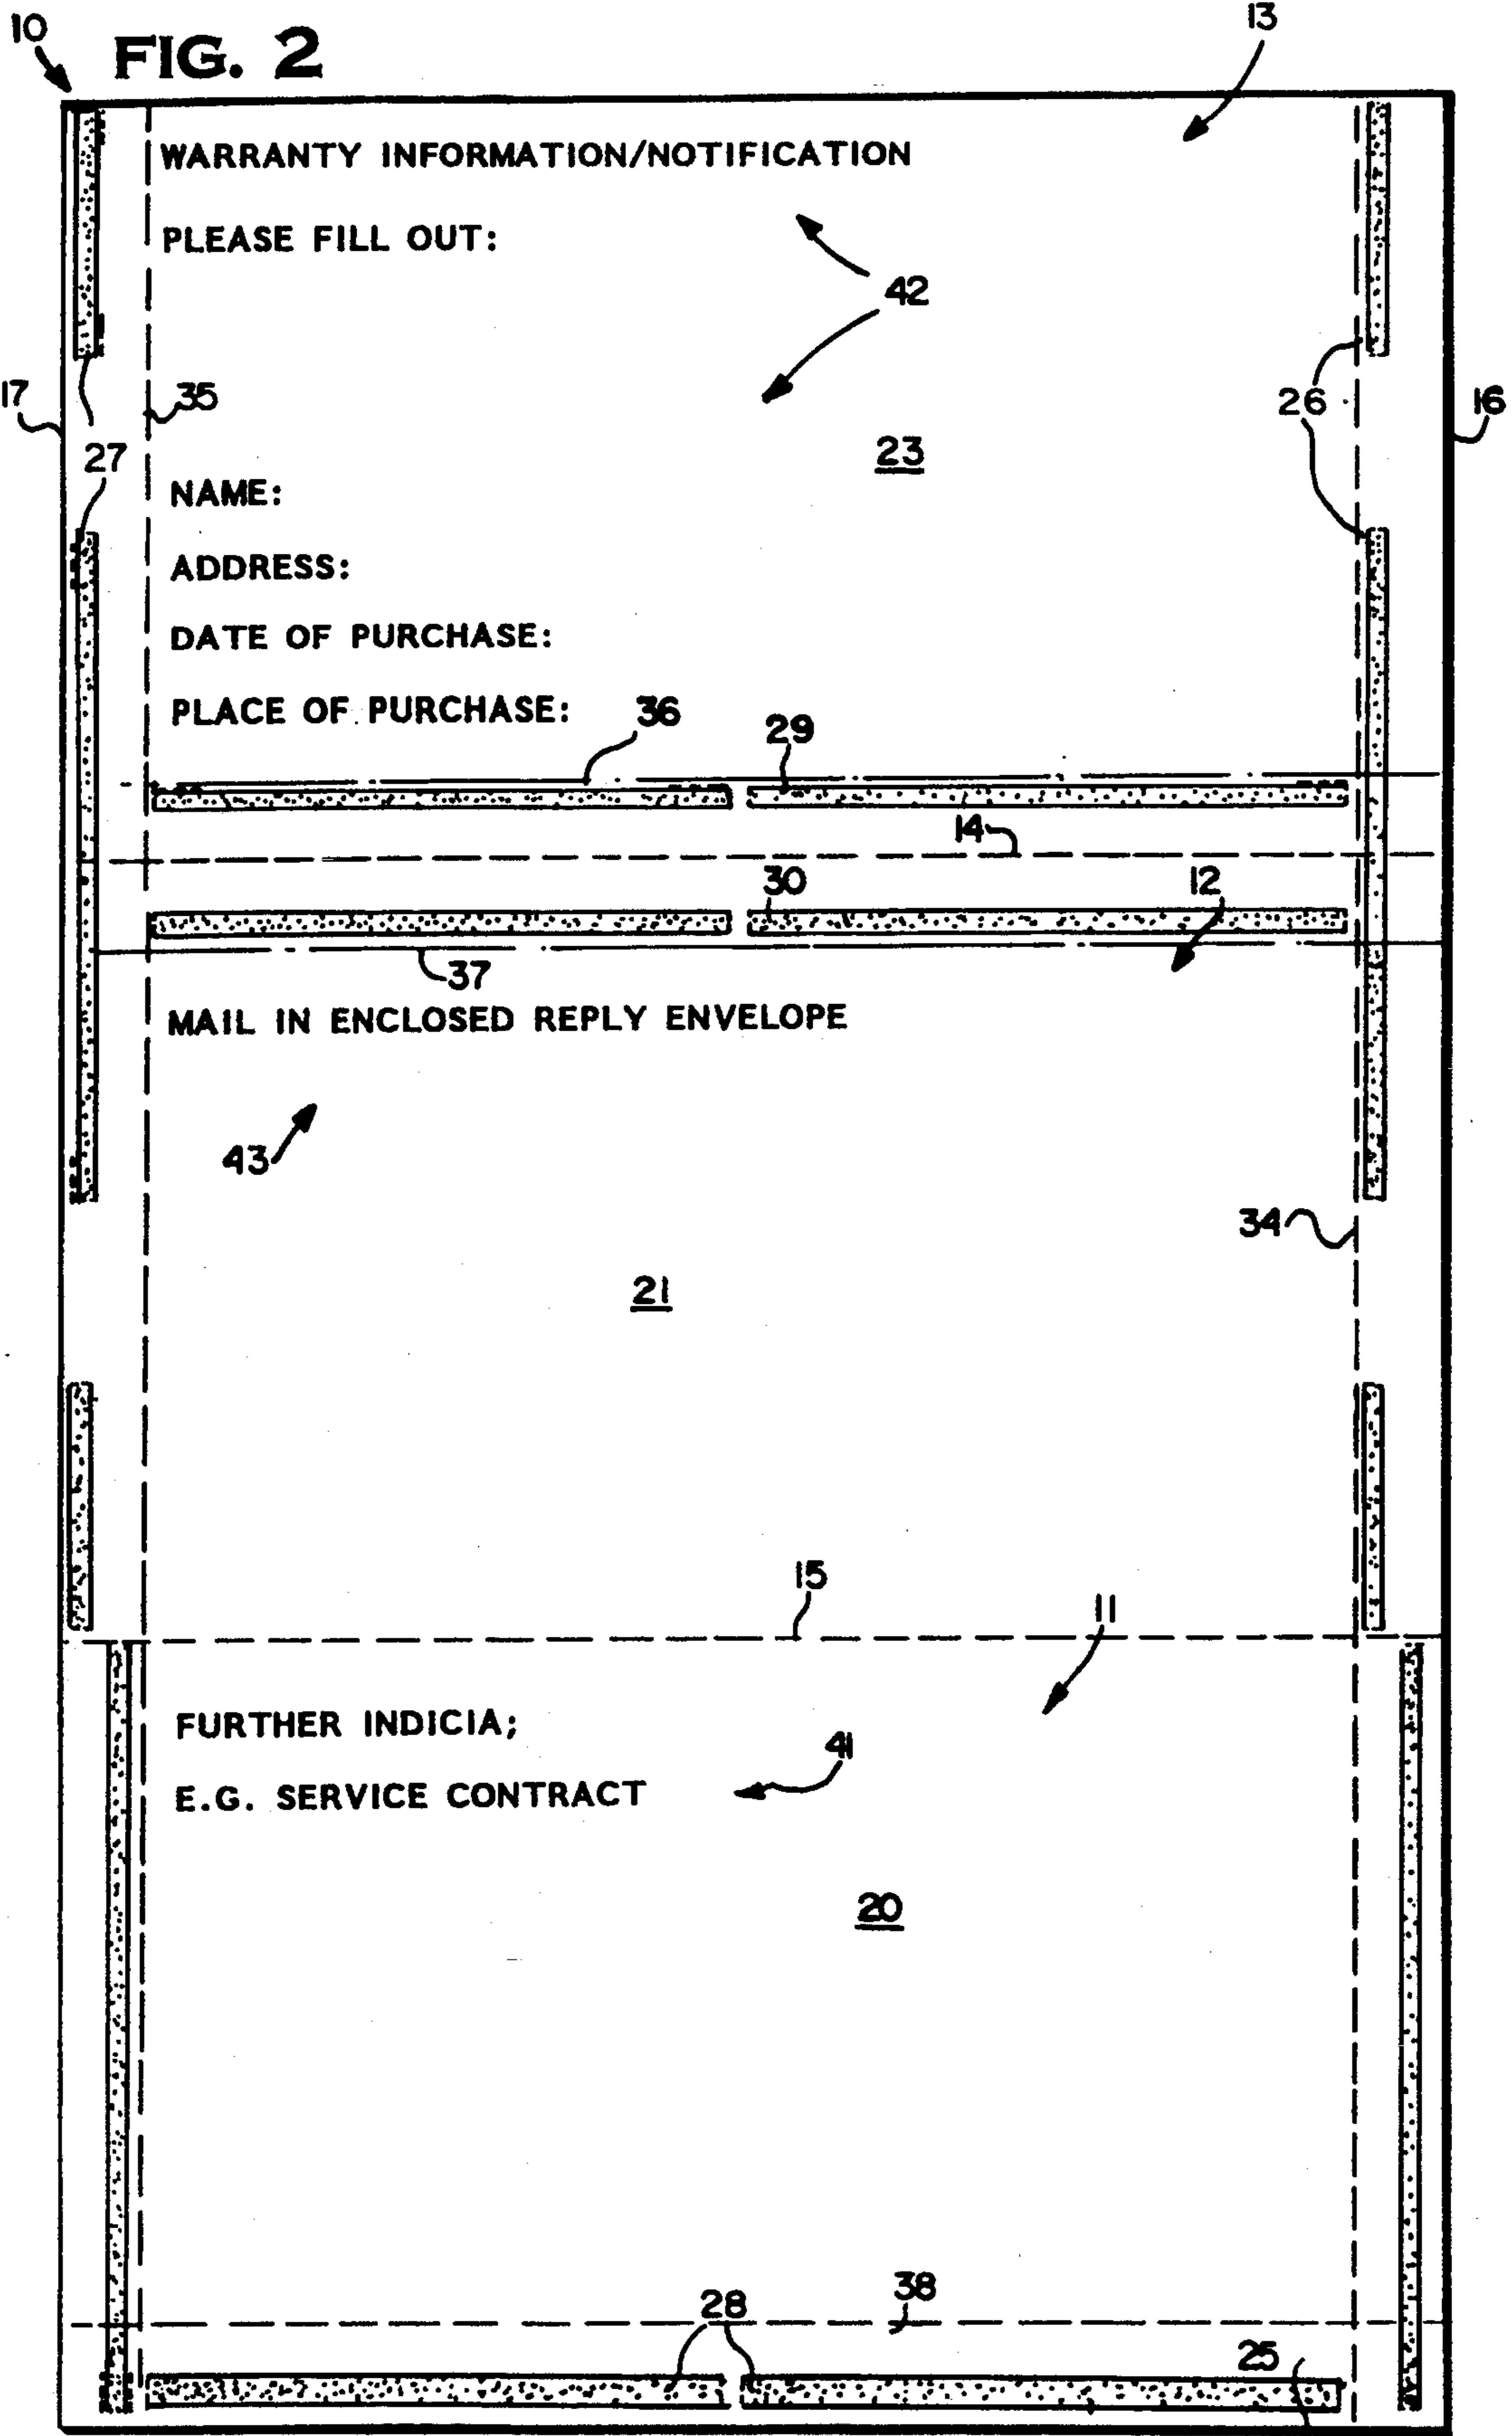 10
FIG. 2
13
WARRANTY INFORMATION/NOTIFICATION
PLEASE FILL OUT:
42
17
35
26
16
27
23
NAME:
ADDRESS:
DATE OF PURCHASE:
PLACE OF PURCHASE:
36
29
14
30
12
37
MAIL IN ENCLOSED REPLY ENVELOPE
43
34
21
15
11
FURTHER INDICIA;
41
E.G. SERVICE CONTRACT
20
38
28
25